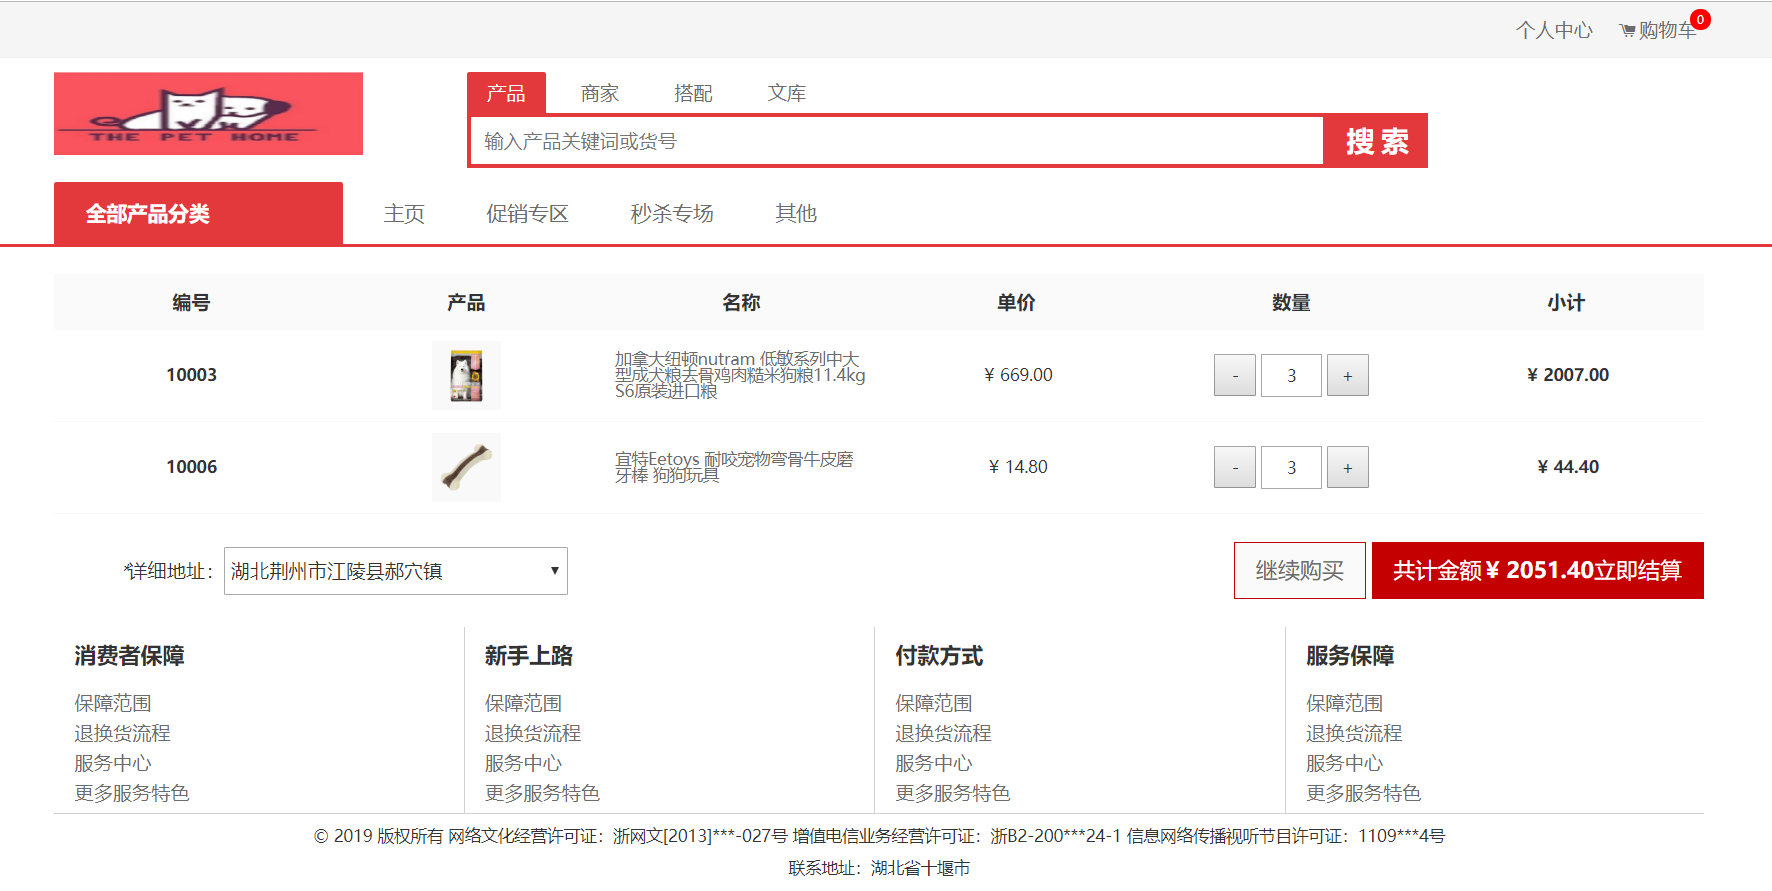 个人中心 购物车 0
THE PET HOME
产品 商家 搭配 文库
输入产品关键词或货号 搜 索
全部产品分类 主页 促销专区 秒杀专场 其他
编号 产品 名称 单价 数量 小计
10003 加拿大纽顿nutram 低敏系列中大 ¥ 669.00 - 3 + ¥ 2007.00
型成犬粮去骨鸡肉糙米狗粮11.4kg
S6原装进口粮
10006 宜特Eetoys 耐咬宠物弯骨牛皮磨 ¥ 14.80 - 3 + ¥ 44.40
牙棒 狗狗玩具
*详细地址： 湖北荆州市江陵县郝穴镇 继续购买 共计金额 ¥ 2051.40立即结算
消费者保障 新手上路 付款方式 服务保障
保障范围 保障范围 保障范围 保障范围
退换货流程 退换货流程 退换货流程 退换货流程
服务中心 服务中心 服务中心 服务中心
更多服务特色 更多服务特色 更多服务特色 更多服务特色
© 2019 版权所有 网络文化经营许可证：浙网文[2013]***-027号 增值电信业务经营许可证：浙B2-200***24-1 信息网络传播视听节目许可证：1109***4号
联系地址：湖北省十堰市